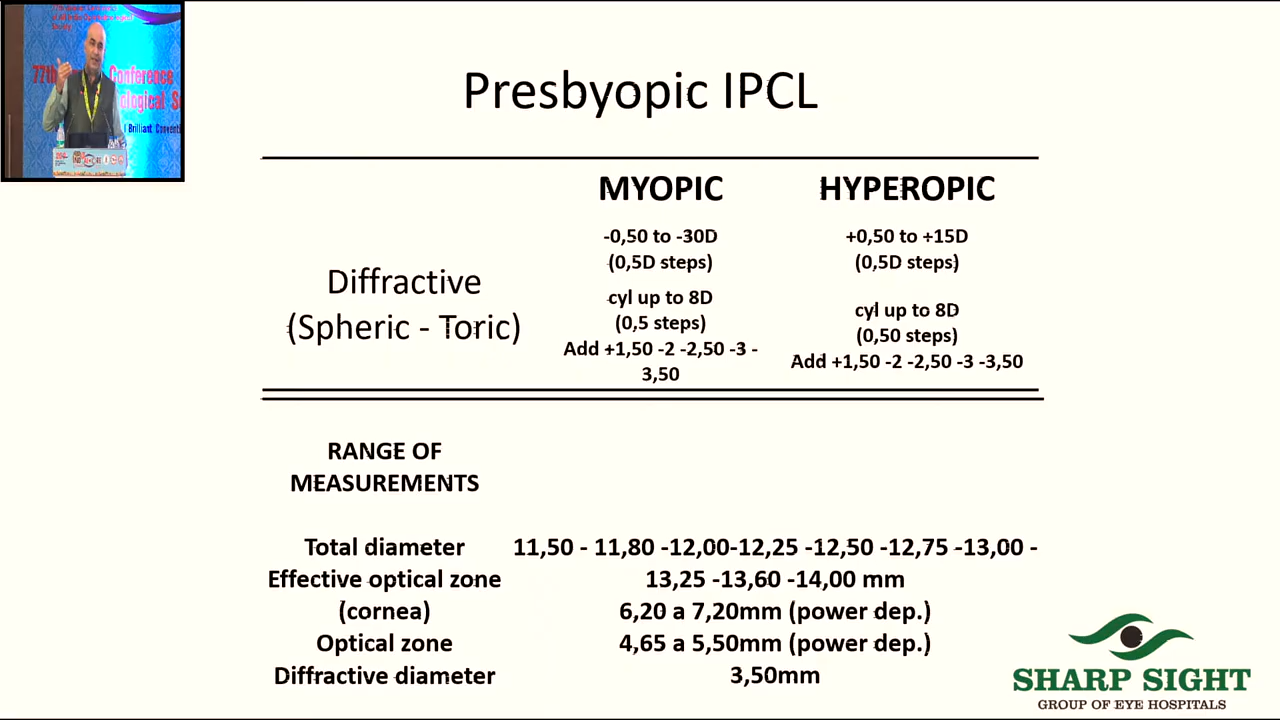 77th
Conference
Brilliant Convent
Presbyopic IPCL
MYOPIC
HYPEROPIC
Diffractive
(Spheric - Toric)
-0,50 to -30D
(0,5D steps)
cyl up to 8D
(0,5 steps)
Add +1,50 -2 -2,50 -3 -
3,50
+0,50 to +15D
(0,5D steps)
cyl up to 8D
(0,50 steps)
Add +1,50 -2 -2,50 -3 -3,50
RANGE OF
MEASUREMENTS
Total diameter 11,50 - 11,80 -12,00-12,25 -12,50 -12,75 -13,00 -
Effective optical zone 13,25 -13,60 -14,00 mm
(cornea) 6,20 a 7,20mm (power dep.)
Optical zone 4,65 a 5,50mm (power dep.)
Diffractive diameter 3,50mm
SHARP SIGHT
GROUP OF EYE HOSPITALS